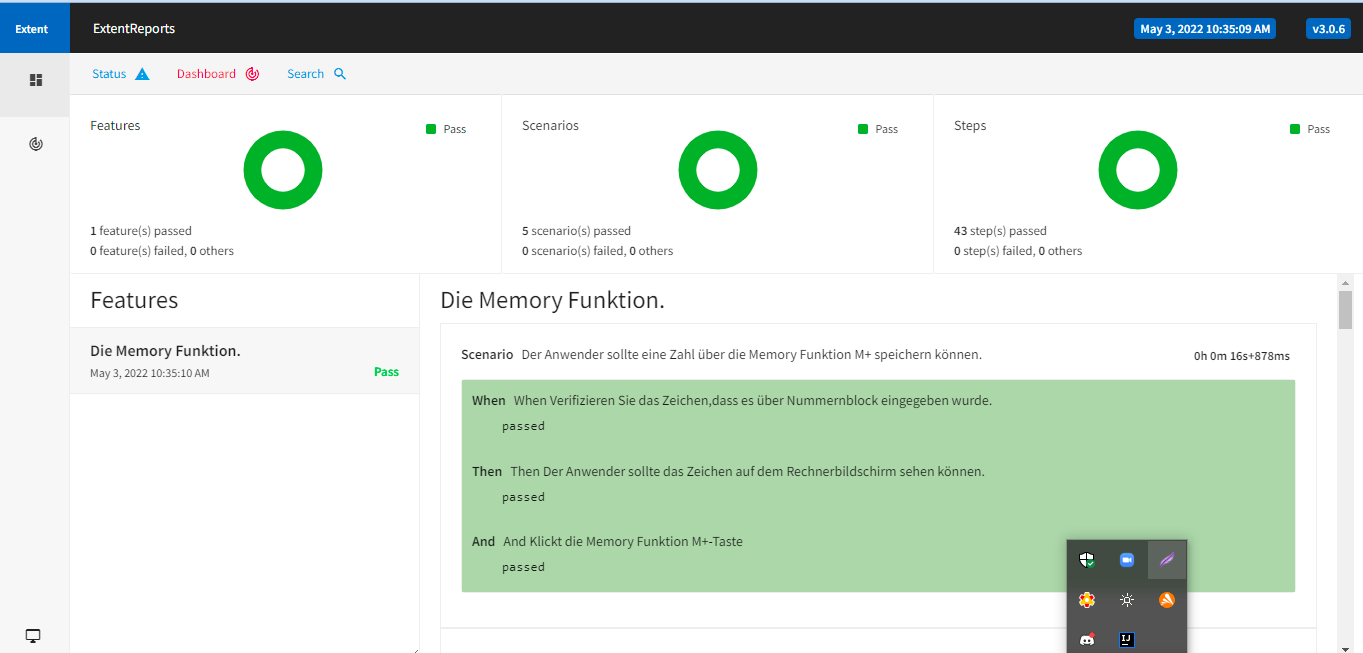 Extent
ExtentReports
May 3, 2022 10:35:09 AM
v3.0.6
Status
Dashboard
Search
Features
Pass
1 feature(s) passed
0 feature(s) failed, 0 others
Scenarios
Pass
5 scenario(s) passed
0 scenario(s) failed, 0 others
Steps
Pass
43 step(s) passed
0 step(s) failed, 0 others
Features
Die Memory Funktion.
May 3, 2022 10:35:10 AM
Pass
Die Memory Funktion.
Scenario Der Anwender sollte eine Zahl über die Memory Funktion M+ speichern können.
0h 0m 16s+878ms
When When Verifizieren Sie das Zeichen,dass es über Nummernblock eingegeben wurde.
passed
Then Then Der Anwender sollte das Zeichen auf dem Rechnerbildschirm sehen können.
passed
And And Klickt die Memory Funktion M+-Taste
passed
IJ